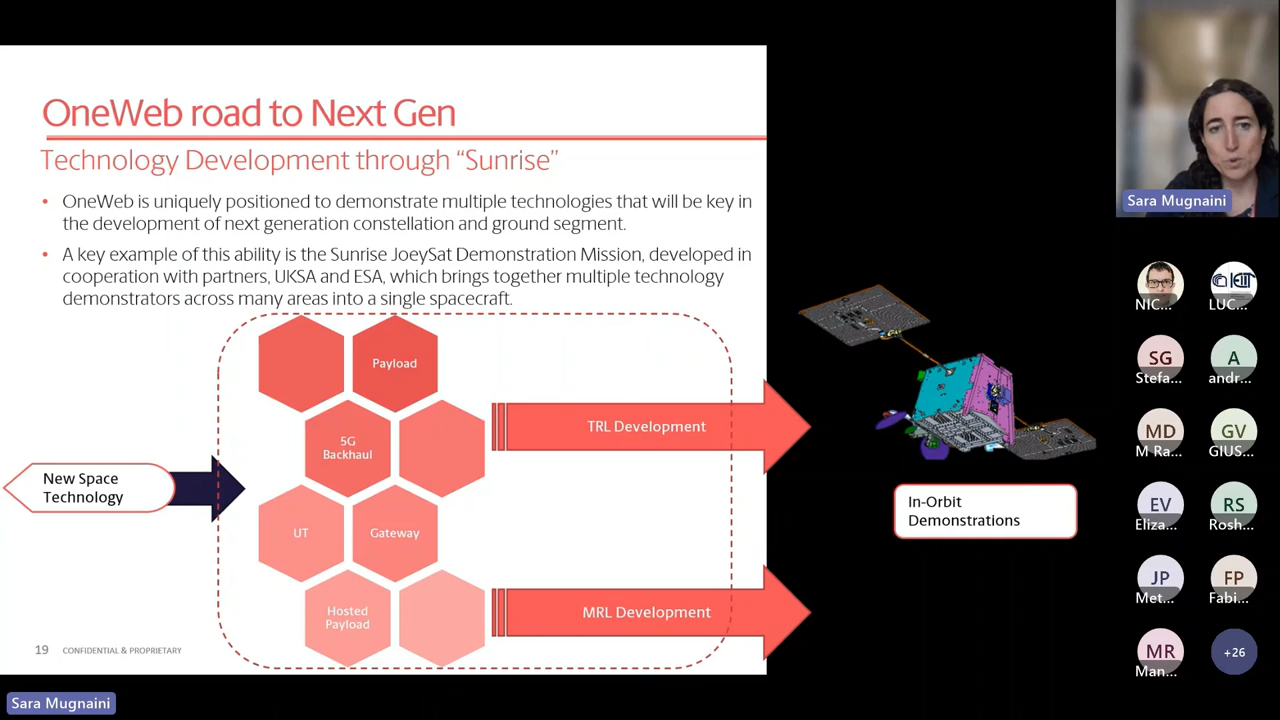 OneWeb road to Next Gen
Technology Development through “Sunrise”
• OneWeb is uniquely positioned to demonstrate multiple technologies that will be key in
the development of next generation constellation and ground segment.
• A key example of this ability is the Sunrise JoeySat Demonstration Mission, developed in
cooperation with partners, UKSA and ESA, which brings together multiple technology
demonstrators across many areas into a single spacecraft.
Payload
5G
Backhaul
UT
Gateway
Hosted
Payload
New Space
Technology
TRL Development
MRL Development
In-Orbit
Demonstrations
19 CONFIDENTIAL & PROPRIETARY
Sara Mugnaini
Sara Mugnaini
NIC...
LUC...
SG
Stefa...
A
andr...
MD
M Ra...
GV
GIUS...
EV
Eliza...
RS
Rosh...
JP
Met...
FP
Fabi...
MR
Man...
+26